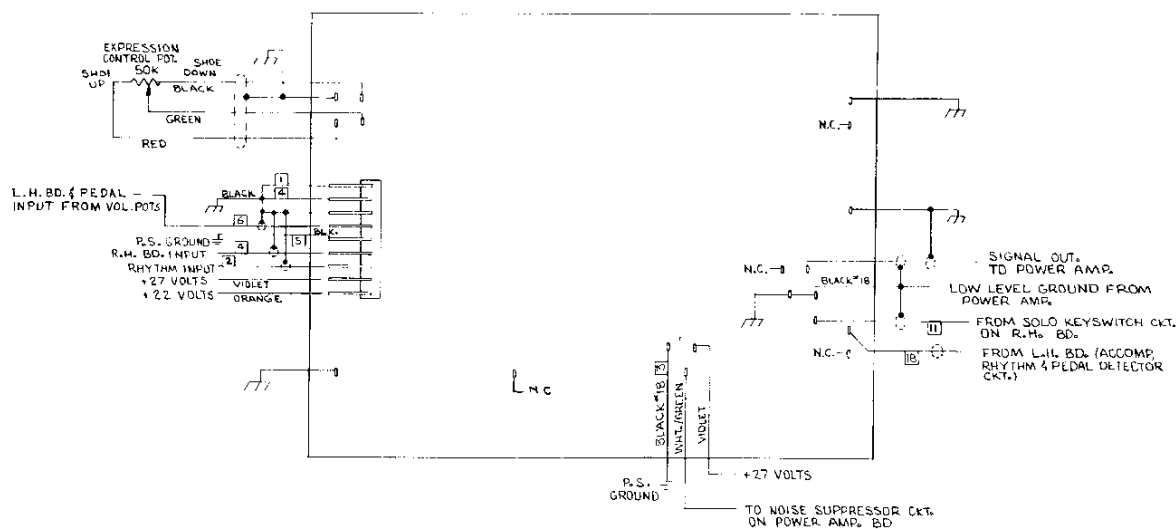 EXPRESSION
CONTROL POT.
50K
SHOE
UP
SHOE
DOWN
BLACK
GREEN
RED
L.H. BD. & PEDAL
INPUT FROM VOL. POTS
BLACK
1
4
6
5
BLK.
P.S. GROUND
4
R.H. BD. INPUT
2
RHYTHM INPUT
+27 VOLTS
VIOLET
+22 VOLTS
ORANGE
N.C
N.C.
N.C.
BLACK #18
N.C.
SIGNAL OUT.
TO POWER AMP.
LOW LEVEL GROUND FROM
POWER AMP.
11
FROM SOLO KEYSWITCH CKT.
ON R.H. BD.
18
FROM L.H. BD. (ACCOMP,
RHYTHM & PEDAL DETECTOR
CKT.)
BLACK #18
3
WHT./GREEN
VIOLET
P.S.
GROUND
+27 VOLTS
TO NOISE SUPPRESSOR CKT.
ON POWER AMP. BD